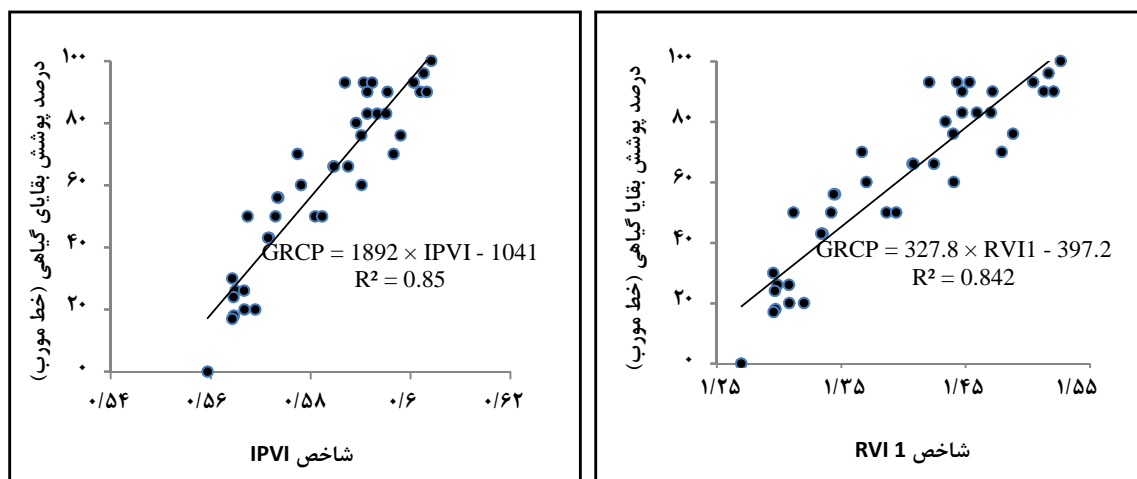 درصد پوشش بقایای گیاهی (خط مورب)
۱۰۰
۸۰
۶۰
۴۰
۲۰
۰
GRCP = 1892 × IPVI - 1041
R² = 0.85
۰/۵۴ ۰/۵۶ ۰/۵۸ ۰/۶ ۰/۶۲
شاخص IPVI
درصد پوشش بقایا گیاهی (خط مورب)
۱۰۰
۸۰
۶۰
۴۰
۲۰
۰
GRCP = 327.8 × RVI1 - 397.2
R² = 0.842
۱/۲۵ ۱/۳۵ ۱/۴۵ ۱/۵۵
شاخص RVI 1